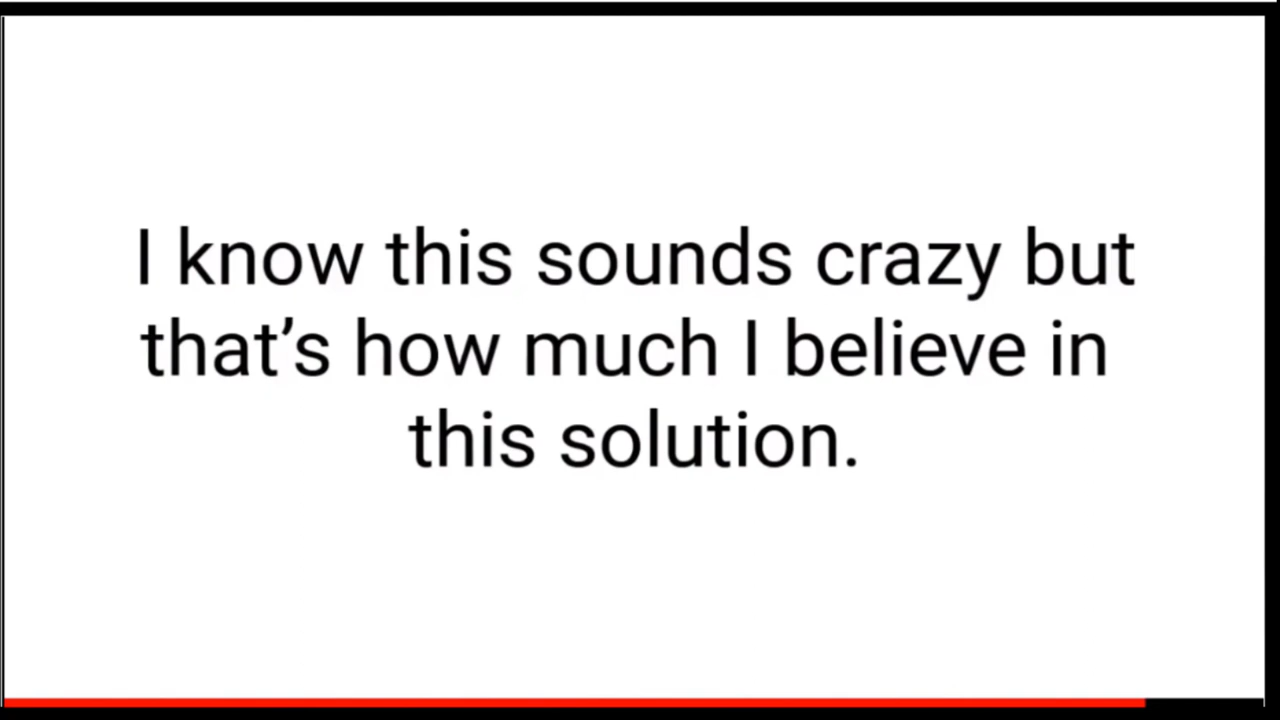 I know this sounds crazy but
that’s how much I believe in
this solution.